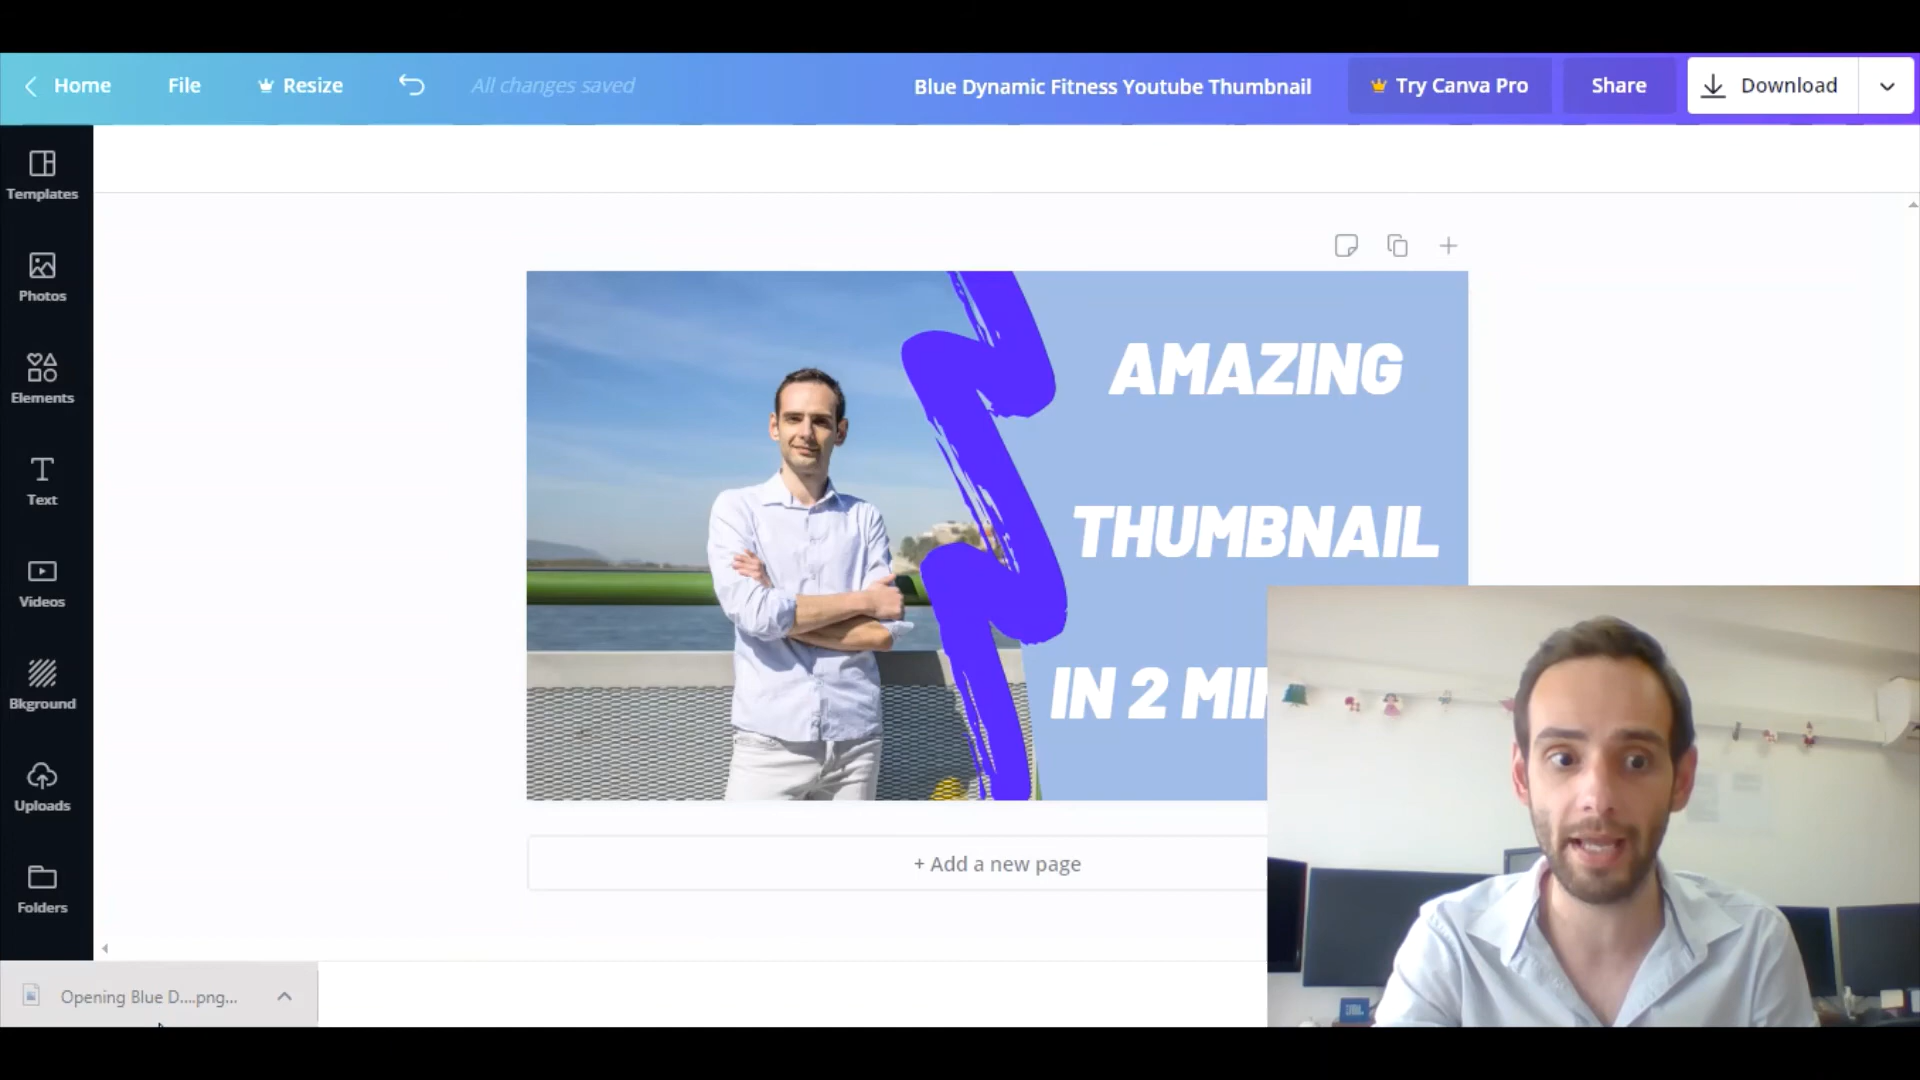 Home
File
Resize
All changes saved
Blue Dynamic Fitness Youtube Thumbnail
Try Canva Pro
Share
Download
Templates
Photos
Elements
Text
Videos
Bkground
Uploads
Folders
AMAZING
THUMBNAIL
IN 2 MIN
+ Add a new page
Opening Blue D....png...